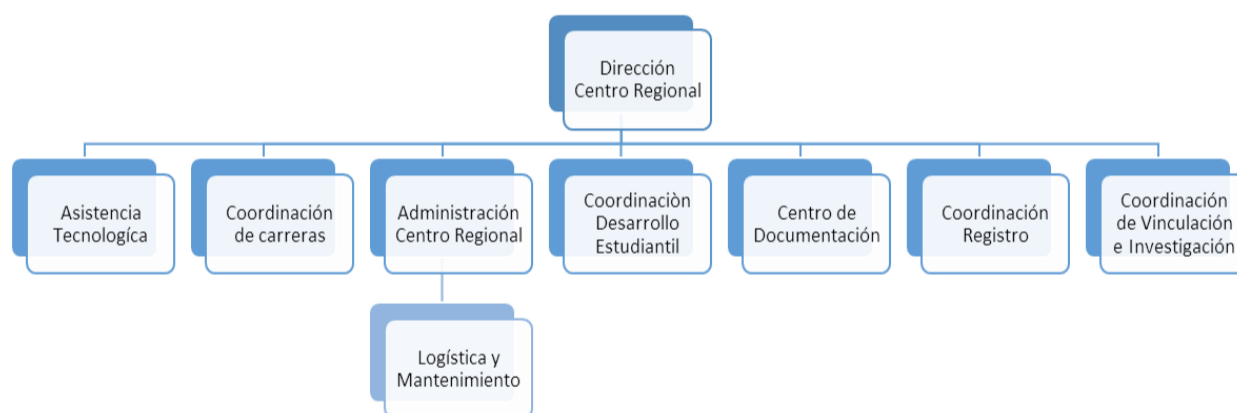 Dirección
Centro Regional
Asistencia
Tecnologíca
Coordinación
de carreras
Administración
Centro Regional
Coordinaciòn
Desarrollo
Estudiantil
Centro de
Documentación
Coordinación
Registro
Coordinación
de Vinculación
e Investigación
Logística y
Mantenimiento